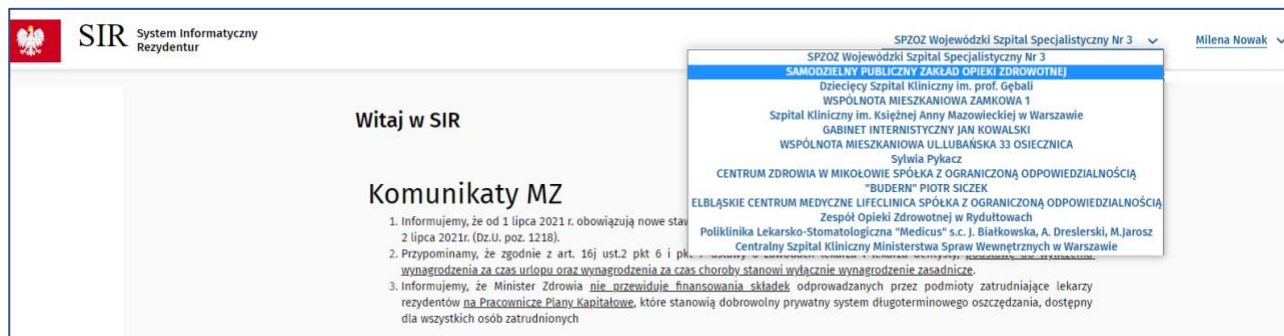 SIR System Informatyczny
Rezydentur
SPZOZ Wojewódzki Szpital Specjalistyczny Nr 3
Milena Nowak
SPZOZ Wojewódzki Szpital Specjalistyczny Nr 3
SAMODZIELNY PUBLICZNY ZAKŁAD OPIEKI ZDROWOTNEJ
Dziecięcy Szpital Kliniczny im. prof. Gębali
WSPÓLNOTA MIESZKANIOWA ZAMKOWA 1
Szpital Kliniczny im. Księżnej Anny Mazowieckiej w Warszawie
GABINET INTERNISTYCZNY JAN KOWALSKI
WSPÓLNOTA MIESZKANIOWA UL.LUBAŃSKA 33 OSIECZNICA
Sylwia Pykacz
CENTRUM ZDROWIA W MIKOŁOWIE SPÓŁKA Z OGRANICZONĄ ODPOWIEDZIALNOŚCIĄ
"BUDERN" PIOTR SICZEK
ELBLĄSKIE CENTRUM MEDYCZNE LIFECLINICA SPÓŁKA Z OGRANICZONĄ ODPOWIEDZIALNOŚCIĄ
Zespół Opieki Zdrowotnej w Rydułtowach
Poliklinika Lekarsko-Stomatologiczna "Medicus" s.c. J. Białkowska, A. Dreslerski, M.Jarosz
Centralny Szpital Kliniczny Ministerstwa Spraw Wewnętrznych w Warszawie
Witaj w SIR
Komunikaty MZ
1. Informujemy, że od 1 lipca 2021 r. obowiązują nowe
2 lipca 2021r. (Dz.U. poz. 1218).
2. Przypominamy, że zgodnie z art. 16j ust.2 pkt 6 i
wynagrodzenia za czas urlopu oraz wynagrodzenia za czas choroby stanowi wyłącznie wynagrodzenie zasadnicze.
3. Informujemy, że Minister Zdrowia nie przewiduje finansowania składek odprowadzanych przez podmioty zatrudniające lekarzy
rezydentów na Pracownicze Plany Kapitałowe, które stanowią dobrowolny prywatny system długoterminowego oszczędzania, dostępny
dla wszystkich osób zatrudnionych